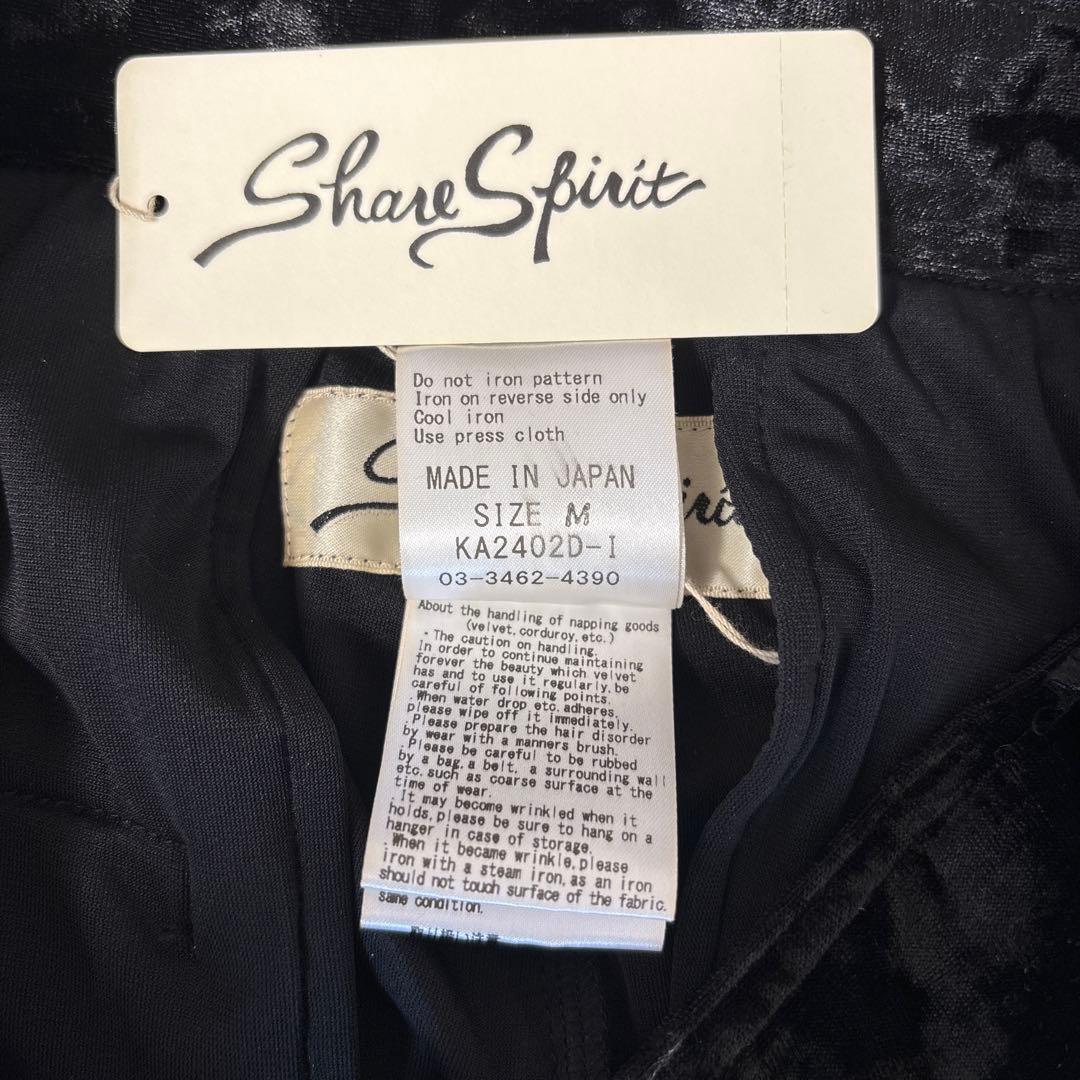 Share Spirit
Do not iron pattern
Iron on reverse side only
Cool iron
Use press cloth
MADE IN JAPAN
SIZE M
KA2402D-I
03-3462-4390
About the handling of napping goods
(velvet, corduroy, etc.)
・The caution on handling.
In order to continue maintaining
forever the beauty which velvet
has and to use it regularly, be
careful of following points.
・When water drop etc. adheres,
please wipe off it immediately.
・Please prepare the hair disorder
by wear with a manners brush.
・Please be careful to be rubbed
by a bag, a belt, a surrounding wall
etc. such as coarse surface at the
time of wear.
・It may become wrinkled when it
holds, please be sure to hang on a
hanger in case of storage.
・When it became wrinkle, please
iron with a steam iron, as an iron
should not touch surface of the fabric.
same condition.